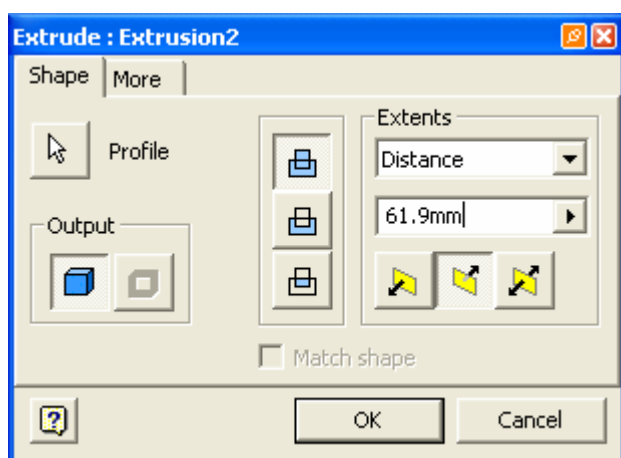 Extrude : Extrusion2
Shape
More
Profile
Output
Extents
Distance
61.9mm
Match shape
?
OK
Cancel